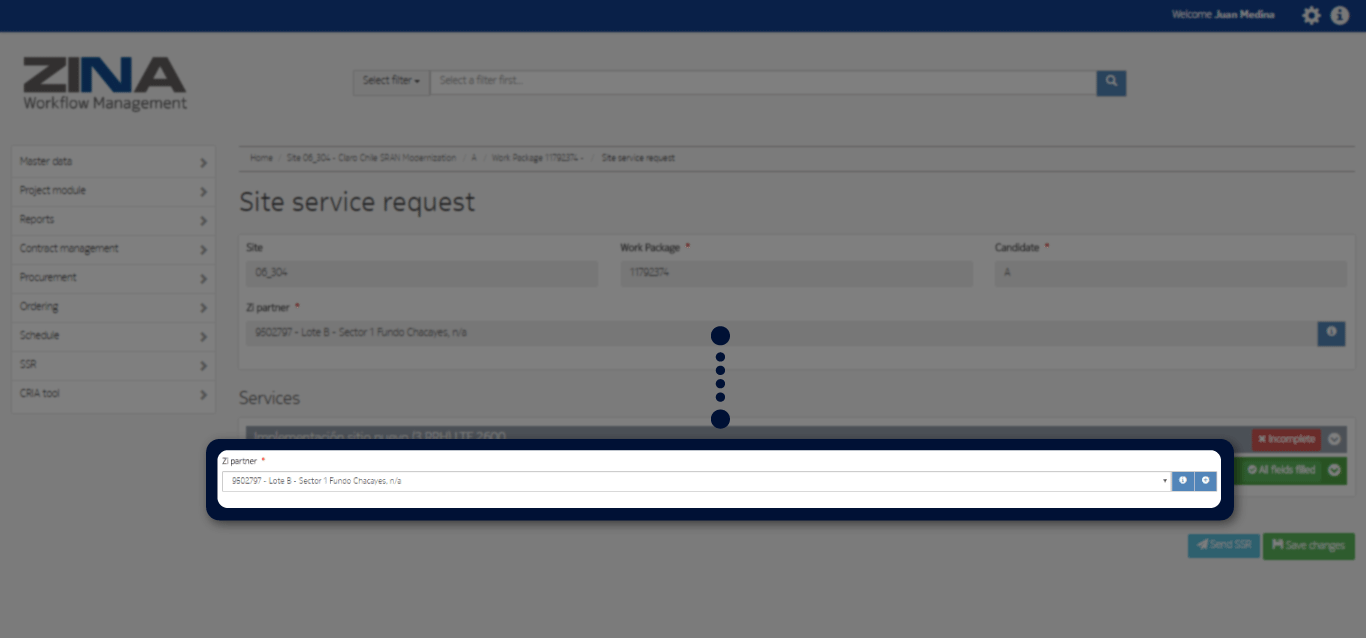 Welcome Juan Medina
ZINA
Workflow Management
Select filter
Select a filter first...
Master data
Project module
Reports
Contract management
Procurement
Ordering
Schedule
SSR
CRIA tool
Home / Site 06_304 - Claro Chile SRAN Modernization / A / Work Package 11792374 - / Site service request
Site service request
Site
Work Package *
Candidate *
06_304
11792374
A
ZI partner *
9502797 - Lote B - Sector 1 Fundo Chacayes, n/a
Services
Implementación sitio nuevo (3 RRHH LTE 2600)
Incomplete
ZI partner *
9502797 - Lote B - Sector 1 Fundo Chacayes, n/a
All fields filled
Send SSR
Save changes